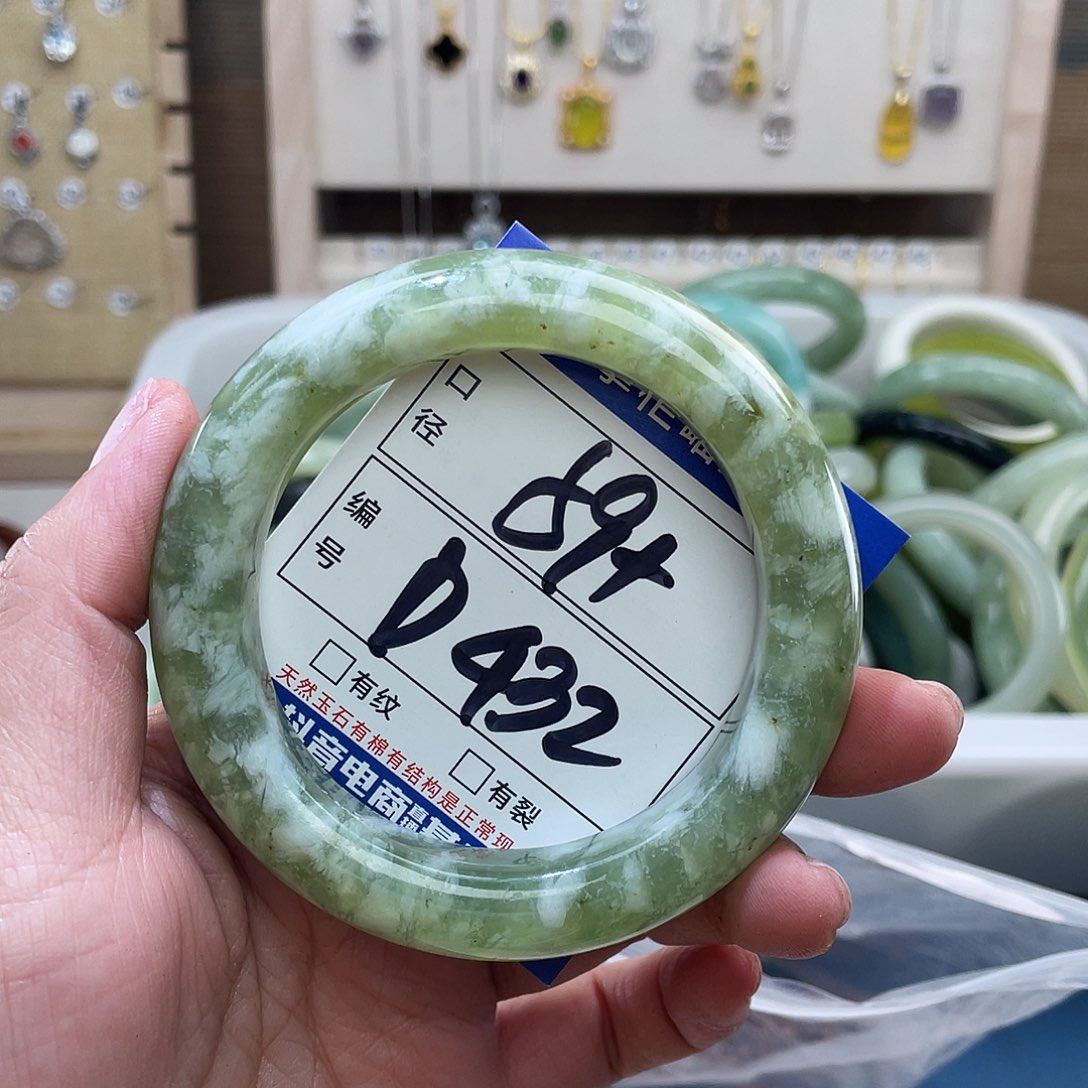 口径
59+
编号
D432
□有纹 □有裂
天然玉石有棉有结构是正常现
抖音电商